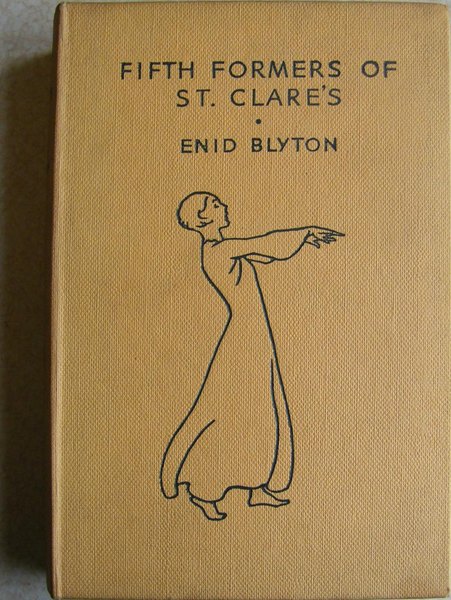 FIFTH FORMERS OF
ST. CLARE'S
•
ENID BLYTON